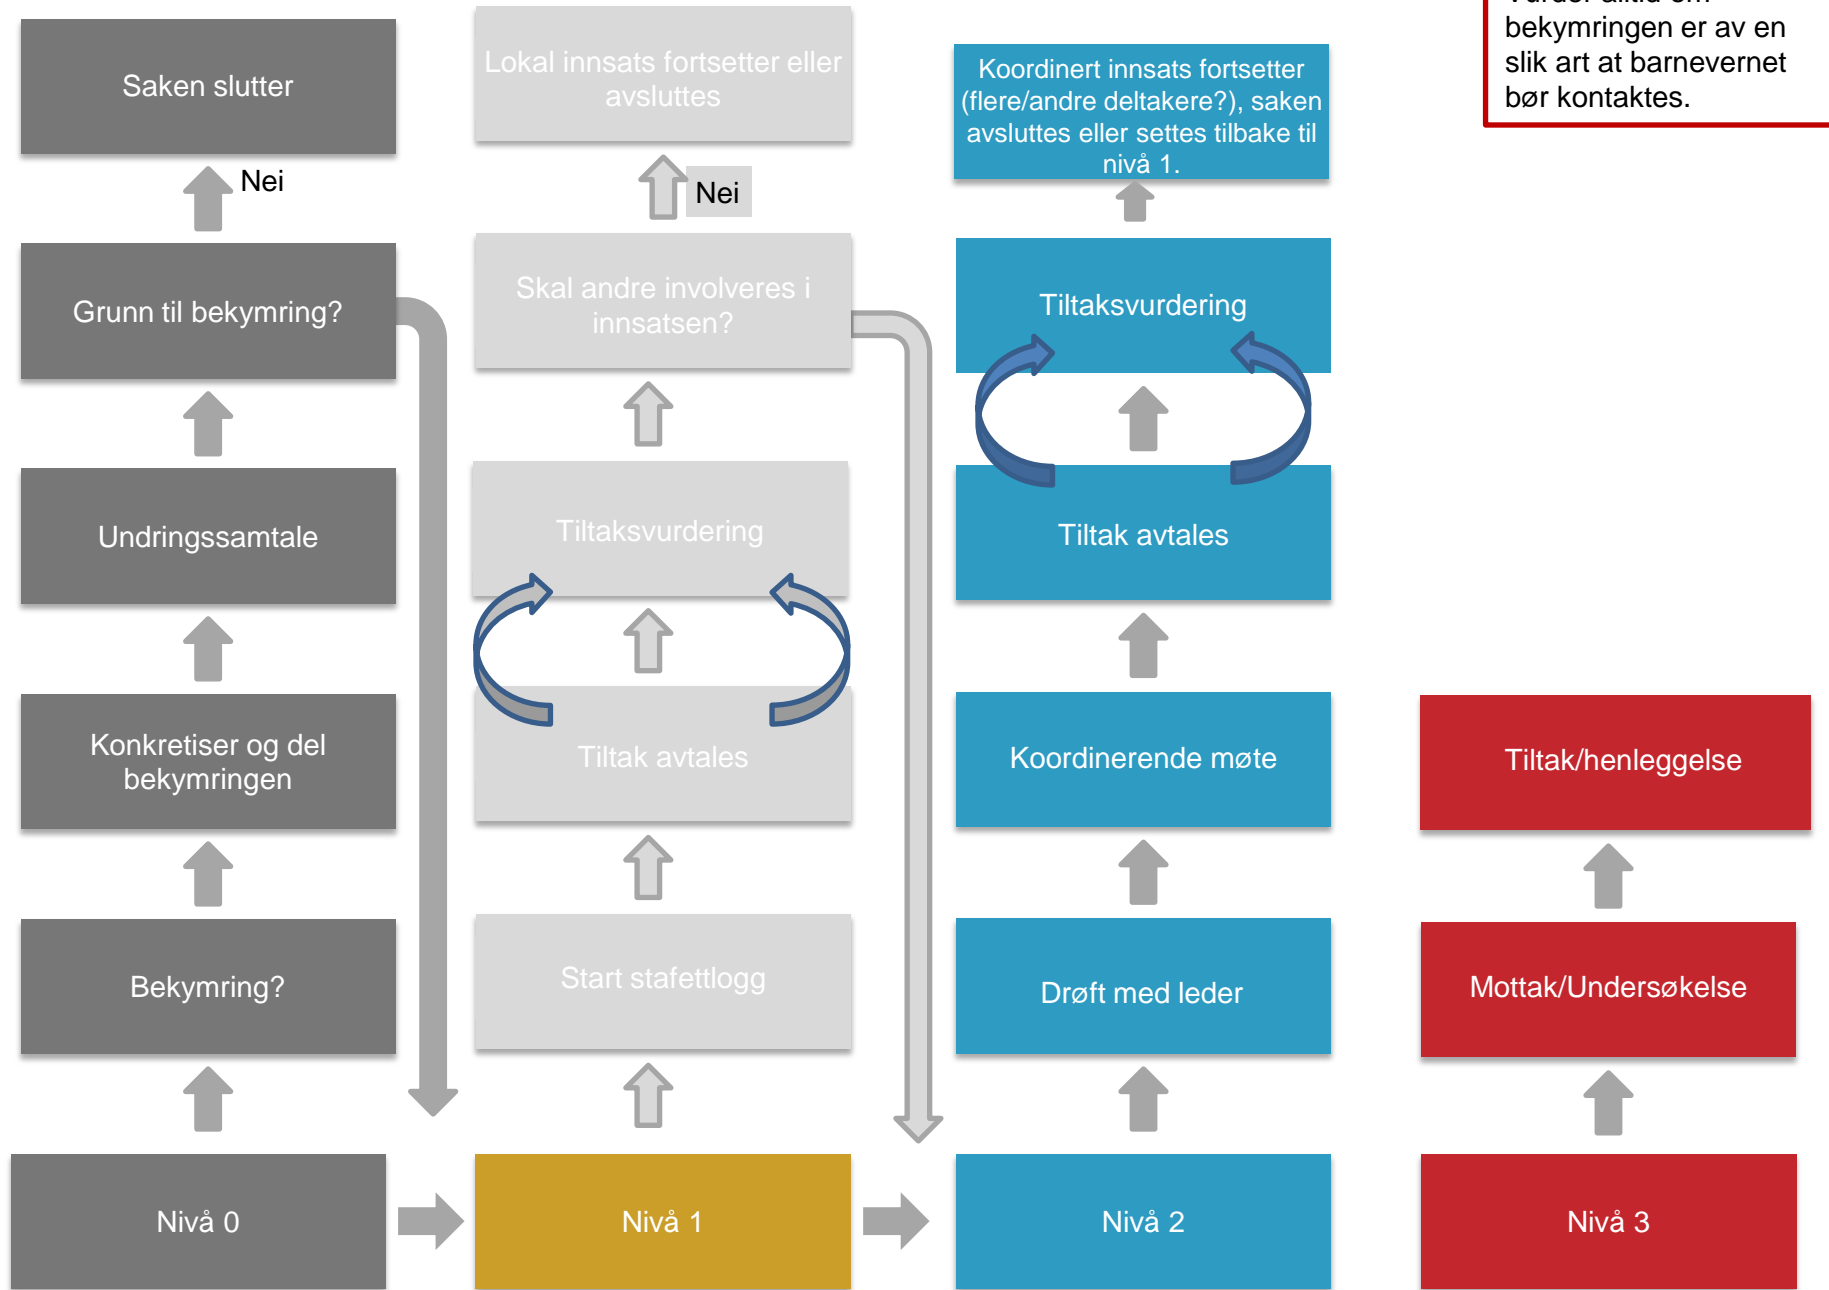 Saken slutter
Nei
Grunn til bekymring?
Undringssamtale
Konkretiser og del
bekymringen
Bekymring?
Nivå 0
Lokal innsats fortsetter eller
avsluttes
Nei
Skal andre involveres i
innsatsen?
Tiltaksvurdering
Tiltak avtales
Start stafettlogg
Nivå 1
Koordinert innsats fortsetter
(flere/andre deltakere?), saken
avsluttes eller settes tilbake til
nivå 1.
Tiltaksvurdering
Tiltak avtales
Koordinerende møte
Drøft med leder
Nivå 2
Vurder alltid om
bekymringen er av en
slik art at barnevernet
bør kontaktes.
Tiltak/henleggelse
Mottak/Undersøkelse
Nivå 3